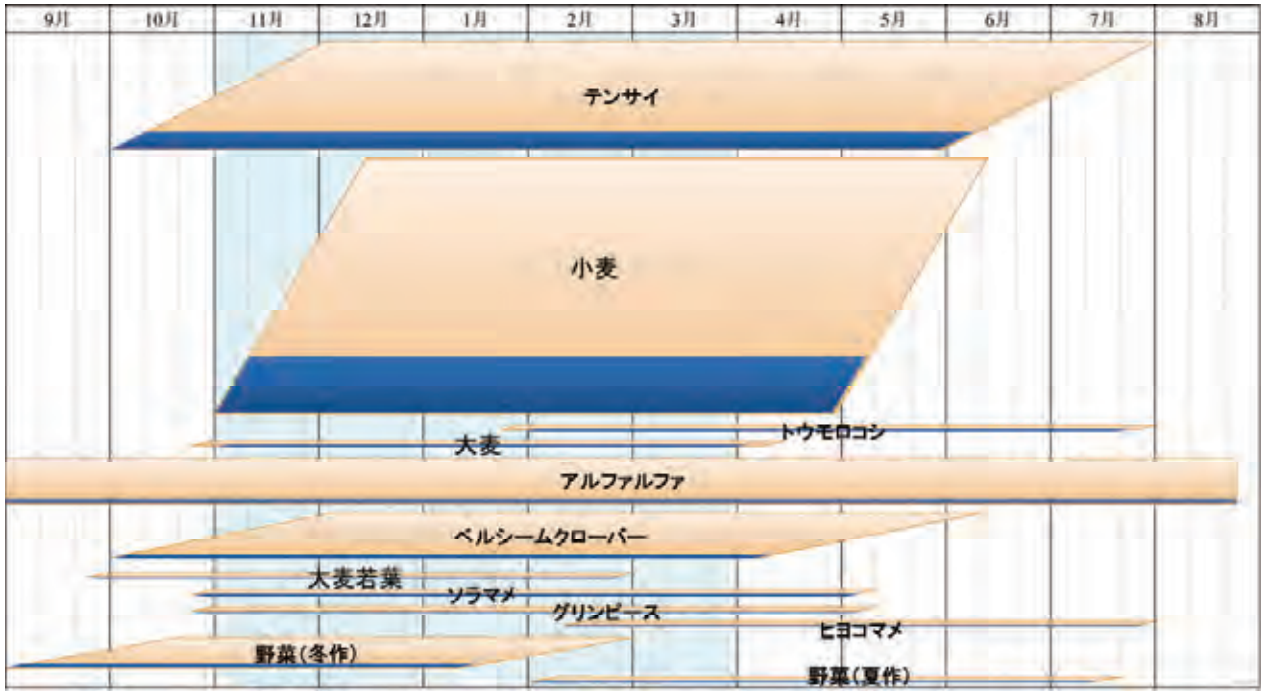 9月 10月 11月 12月 1月 2月 3月 4月 5月 6月 7月 8月
テンサイ
小麦
トウモロコシ
大麦
アルファルファ
ベルシームクローバー
大麦若葉
ソラマメ
グリンピース
ヒヨコマメ
野菜(冬作)
野菜(夏作)